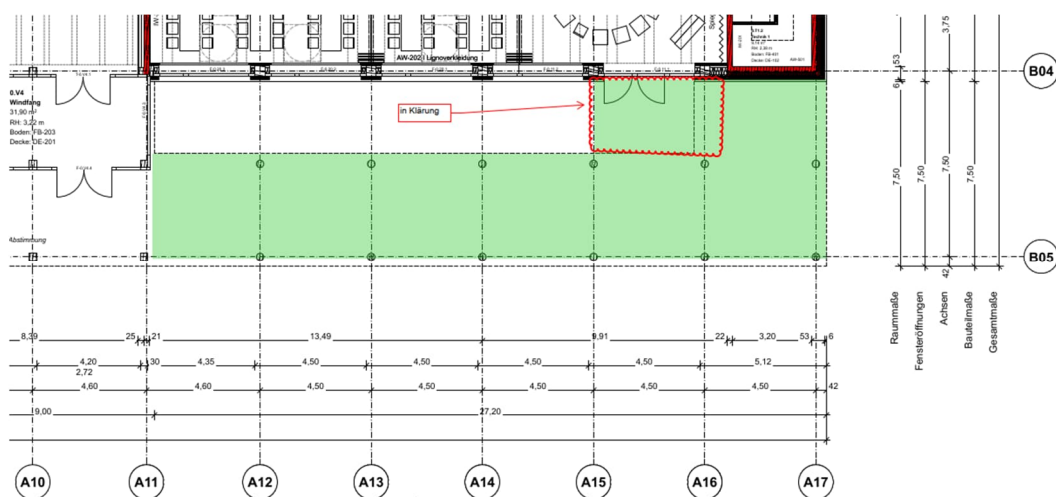 AW-202 | Lignoverkleidung
0.V4
Windfang
31,90 m²
RH: 3,22 m
Boden: FB-203
Decke: DE-201
in Klärung
Abstimmung
B04
B05
53
3,75
6
7,50
7,50
7,50
7,50
42
Raummaße
Fensteröffnungen
Achsen
Bauteilmaße
Gesamtmaße
8,39 25 21 13,49 9,91 22 3,20 53 6
4,20 30 4,35 4,50 4,50 4,50 4,50 5,12
2,72
4,60 4,60 4,50 4,50 4,50 4,50 4,50 42
9,00 27,20
A10 A11 A12 A13 A14 A15 A16 A17